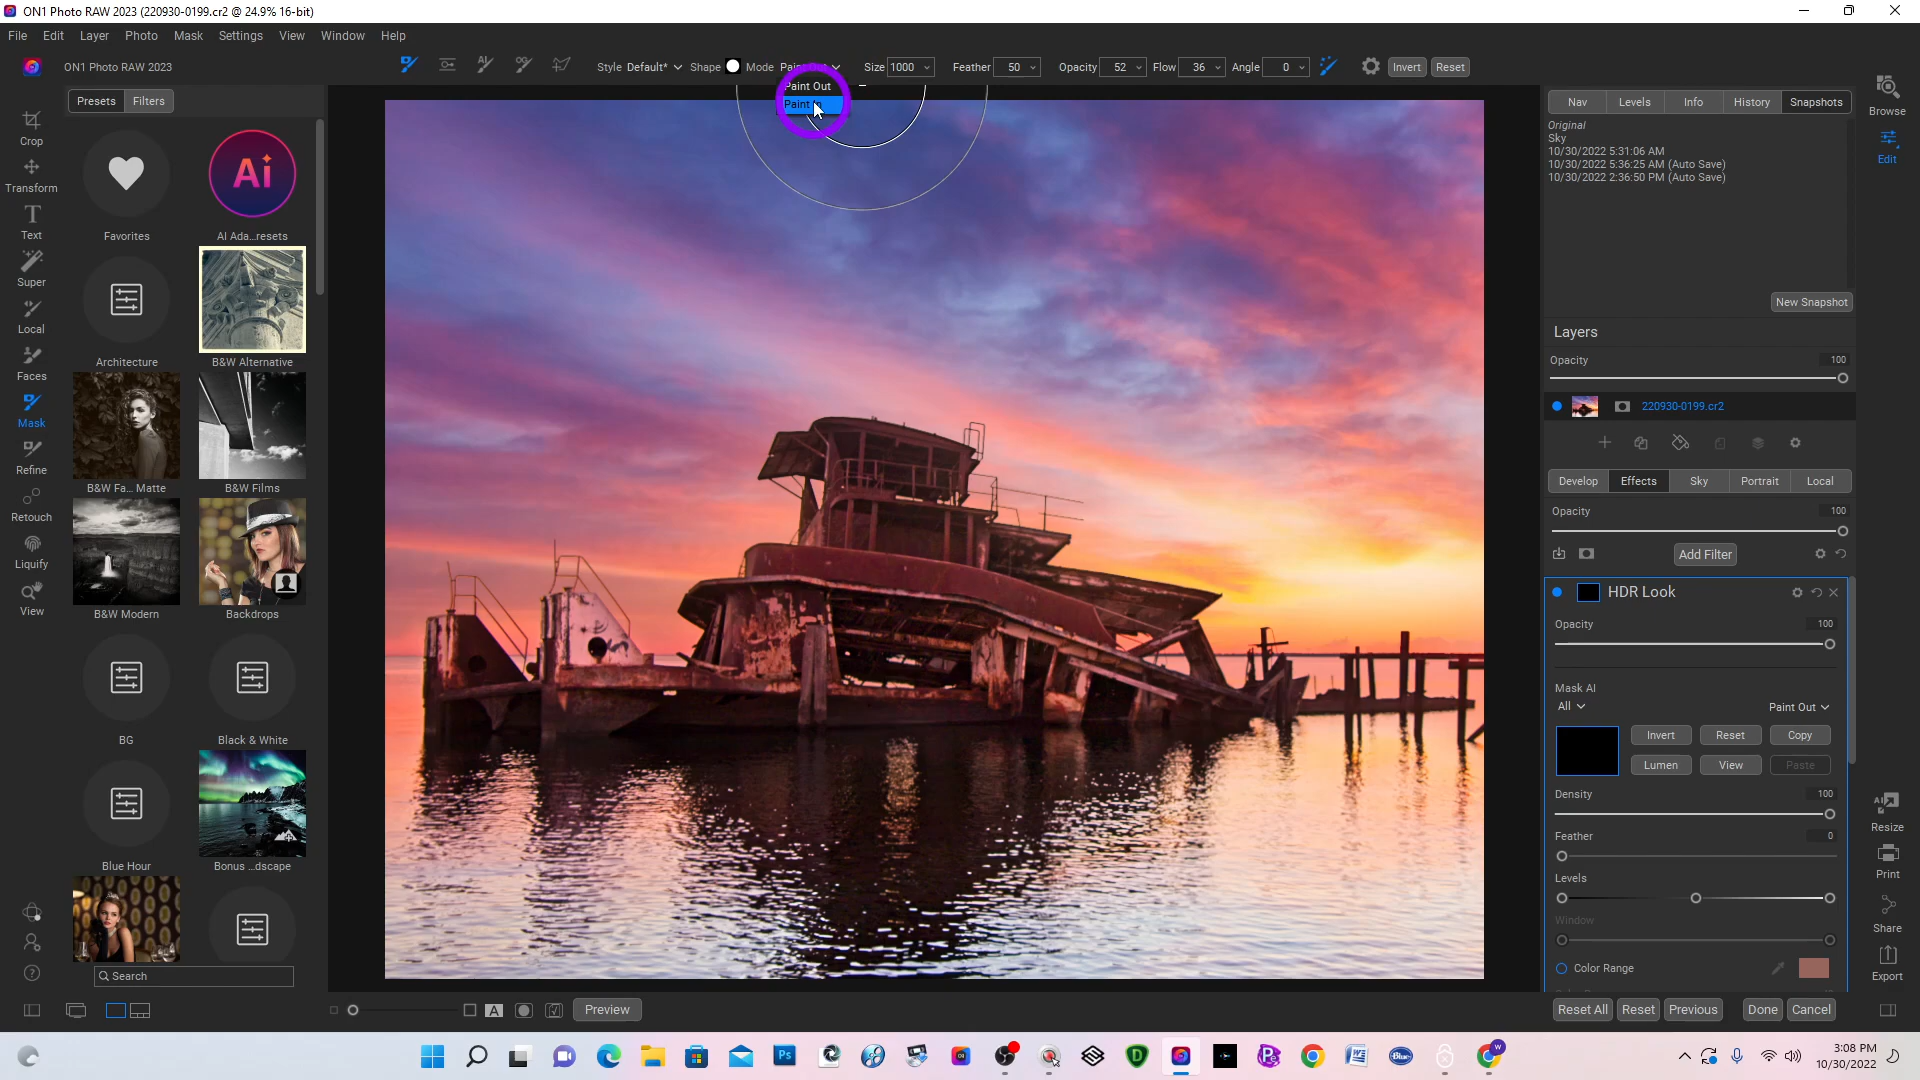 ON1 Photo RAW 2023 (220930-0199.cr2 @ 24.9% 16-bit)
File Edit Layer Photo Mask Settings View Window Help
ON1 Photo RAW 2023
Style Default* Shape Mode Paint Out Size 1000 Feather 50 Opacity 52 Flow 36 Angle 0 Invert Reset
Paint Out
Paint In
Presets Filters
Crop
Transform
Text
Super
Local
Faces
Mask
Refine
Retouch
Liquify
View
Ai
Favorites AI Ada...resets
Architecture B&W Alternative
B&W Fa... Matte B&W Films
B&W Modern Backdrops
BG Black & White
Blue Hour Bonus ...dscape
Search
A Preview
Nav Levels Info History Snapshots
Original
Sky
10/30/2022 5:31:06 AM
10/30/2022 5:36:25 AM (Auto Save)
10/30/2022 2:36:50 PM (Auto Save)
New Snapshot
Layers
Opacity 100
220930-0199.cr2
Develop Effects Sky Portrait Local
Opacity 100
Add Filter
HDR Look
Opacity 100
Mask AI
All Paint Out
Invert Reset Copy
Lumen View Paste
Density 100
Feather 0
Levels
Window
Color Range
Reset All Reset Previous Done Cancel
Browse
Edit
AI
Resize
Print
Share
Export
Ps
3:08 PM
10/30/2022